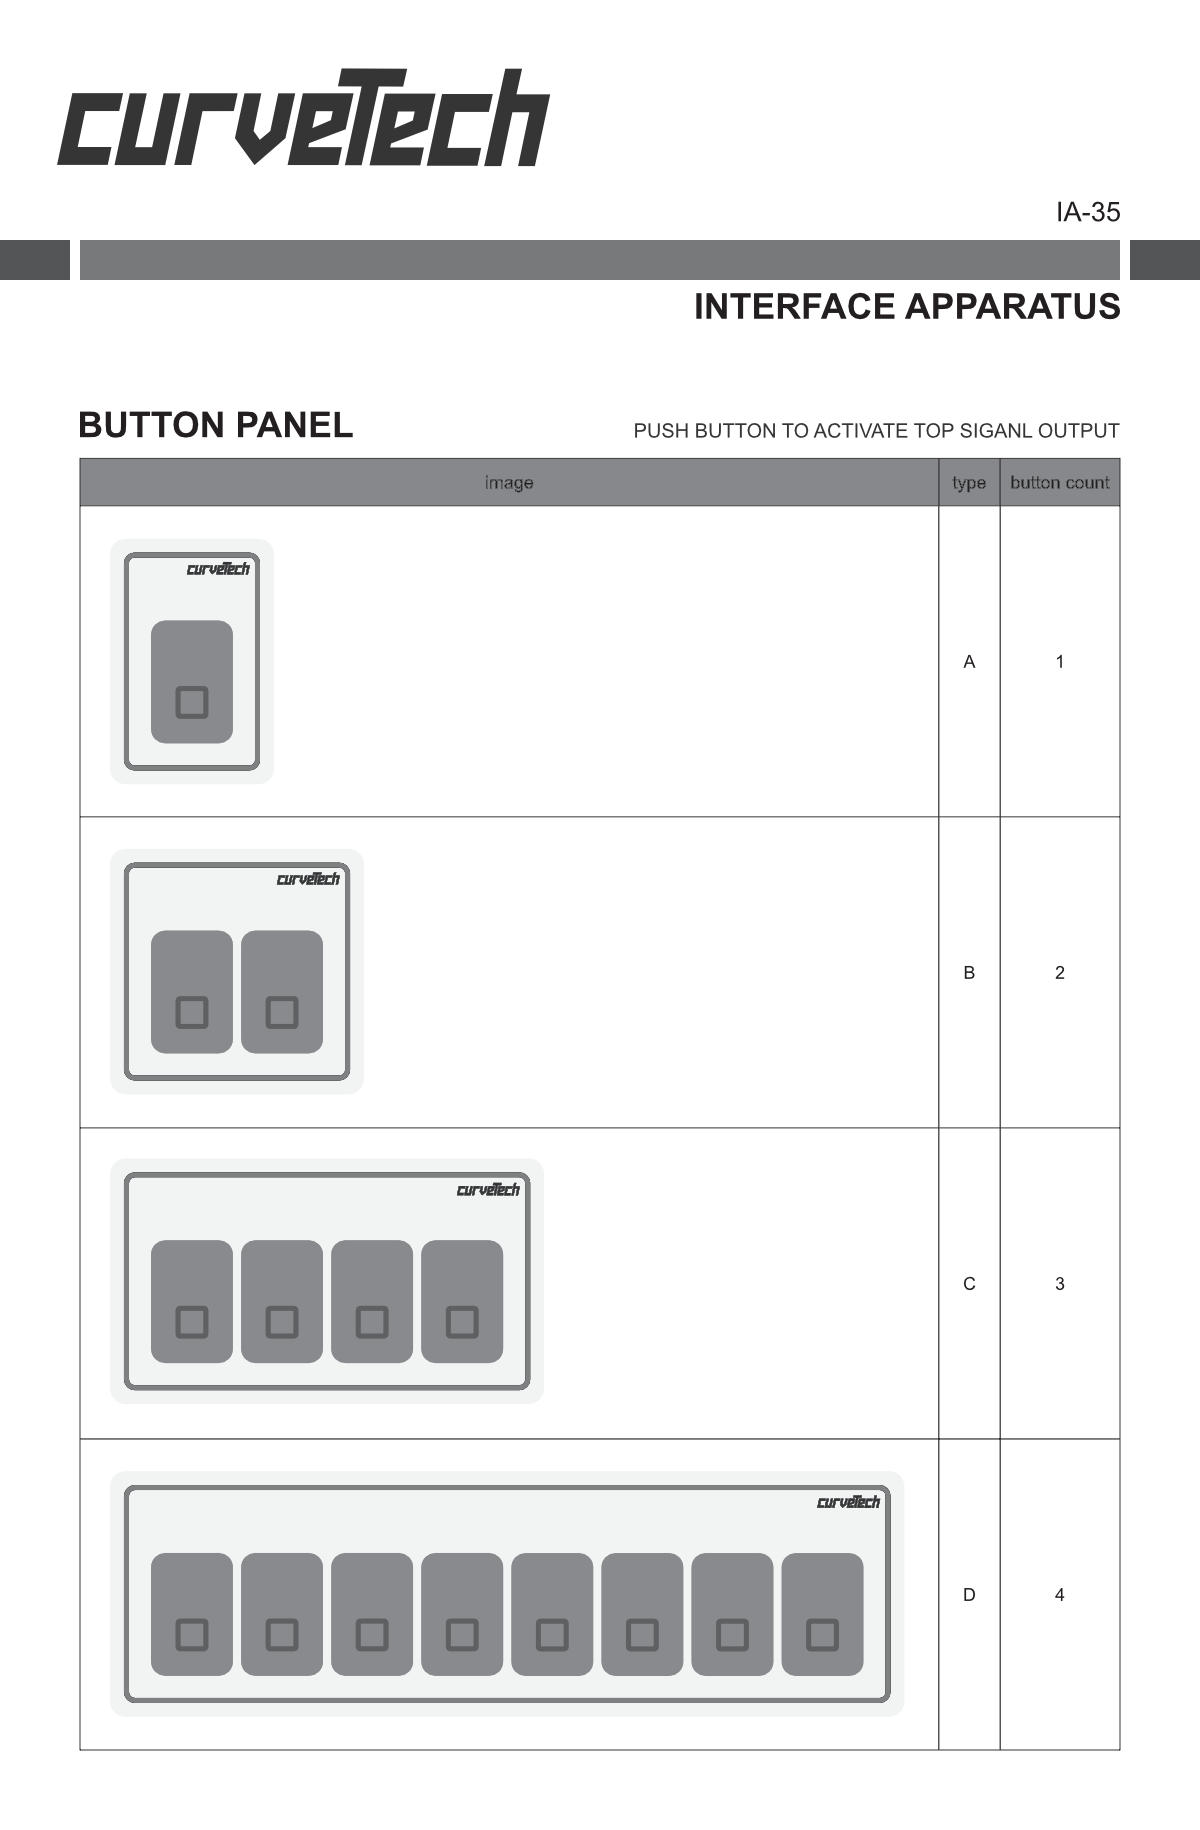 curveTech
IA-35
INTERFACE APPARATUS
BUTTON PANEL
PUSH BUTTON TO ACTIVATE TOP SIGANL OUTPUT
image type button count
curveTech
A 1
curveTech
B 2
curveTech
C 3
curveTech
D 4